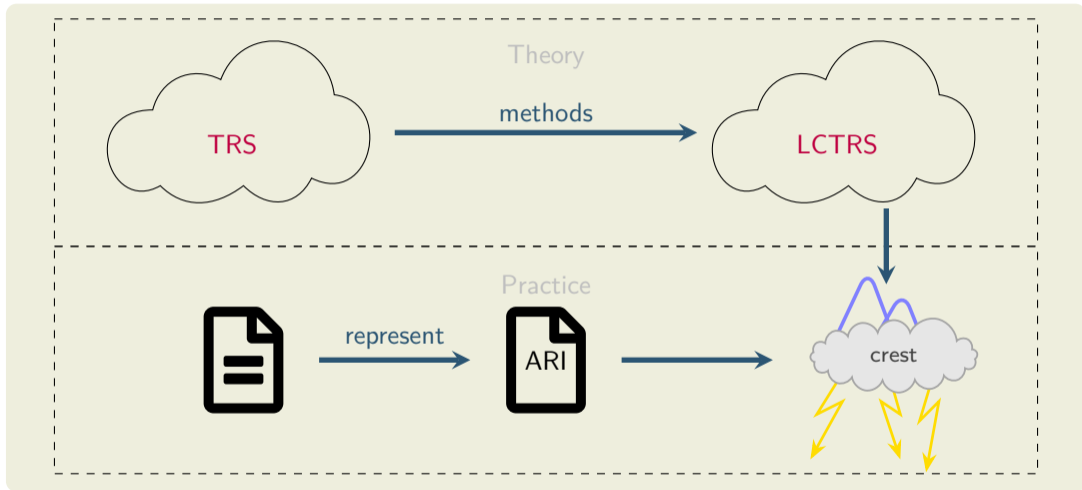 Theory
methods
TRS
LCTRS
Practice
represent
ARI
crest